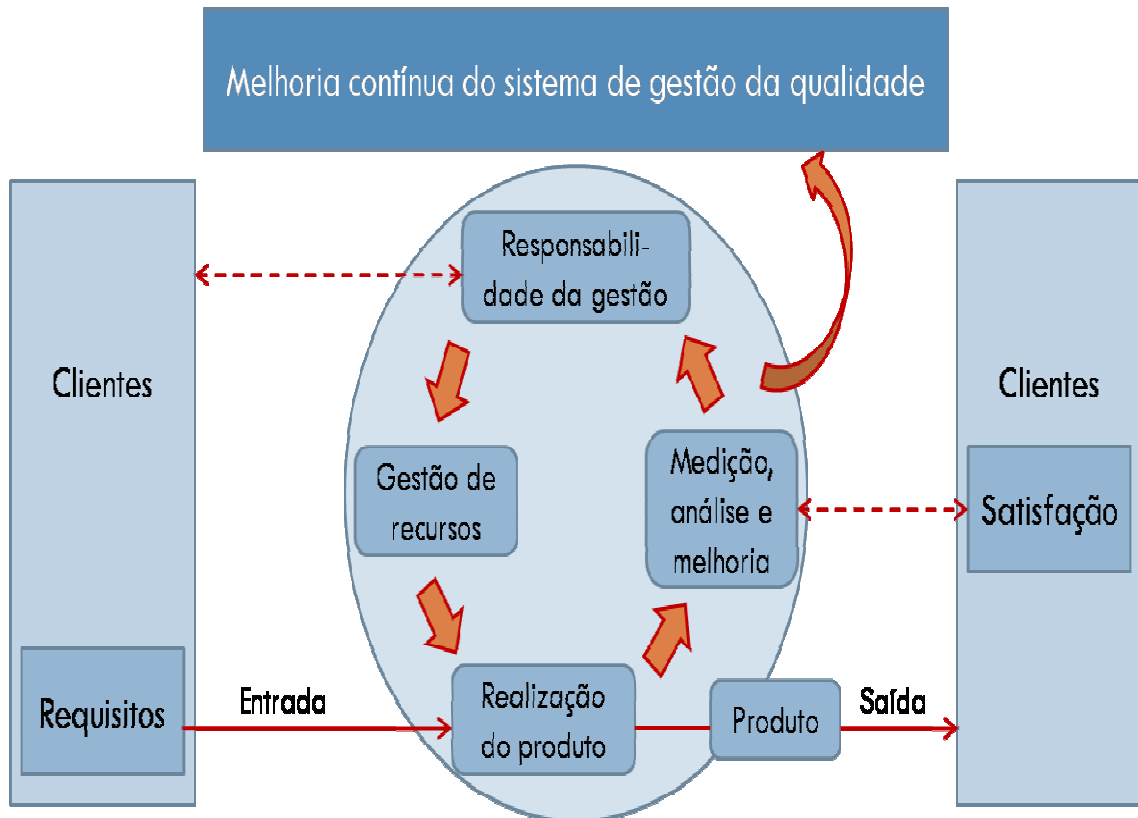 Melhoria contínua do sistema de gestão da qualidade
Responsabili-
dade da gestão
Clientes
Clientes
Gestão de
recursos
Medição,
análise e
melhoria
Satisfação
Requisitos
Entrada
Realização
do produto
Produto
Saída